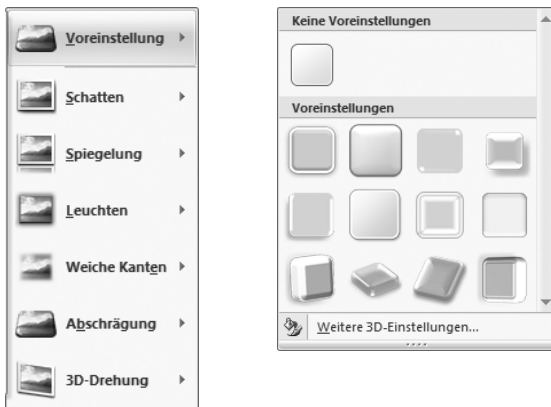 Voreinstellung
Schatten
Spiegelung
Leuchten
Weiche Kanten
Abschrägung
3D-Drehung
Keine Voreinstellungen
Voreinstellungen
Weitere 3D-Einstellungen...